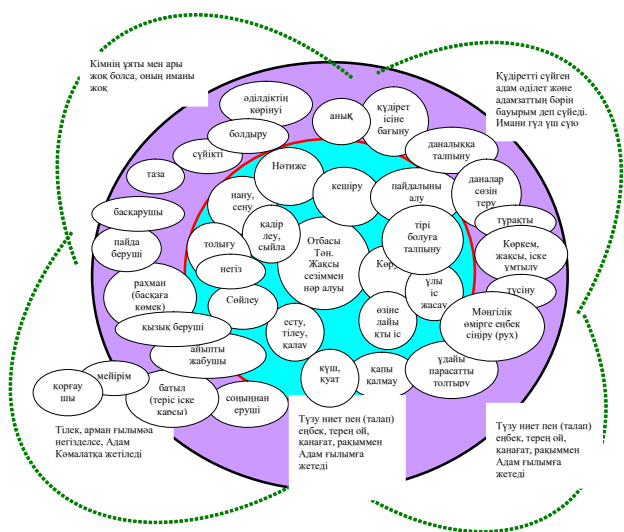 Кімнің ұяты мен ары
жоқ болса, оның иманы
жоқ
Құдіретті сүйген
адам әділет және
адамзаттың бәрін
бауырым деп сүйеді.
Имани гүл үш сүю
әділдіктің
көрінуі
анық
құдірет
ісіне
бағыну
болдыру
даналыққа
талпыну
сүйікті
Нәтиже
таза
кешіру
пайдалыны
алу
даналар
сөзін
теру
нану,
сену
басқарушы
қадір
леу,
сыйла
тірі
болуға
талпыну
тұрақты
толығу
Отбасы
Тән.
Жақсы
сезіммен
нәр алуы
пайда
беруші
Көркем,
жақсы, іске
ұмтылу
негіз
Көру
ұлы
іс
жасау
түсіну
рахман
(басқаға
көмек)
Сөйлеу
Мәңгілік
өмірге еңбек
сіңіру (рух)
қызық беруші
есту,
тілеу,
қалау
өзіне
лайы
қты іс
айыпты
жабушы
күш,
қуат
қапы
қалмау
ұдайы
парасатты
толтыру
мейірім
қорғау
шы
батыл
(теріс іске
қарсы)
соңыннан
еруші
Тілек, арман ғылымға
негізделсе, Адам
Кәмалатқа жетіледі
Түзу ниет пен (талап)
еңбек, терең ой,
қанағат, рақыммен
Адам ғылымға
жетеді
Түзу ниет пен (талап)
еңбек, терең ой,
қанағат, рақыммен
Адам ғылымға
жетеді